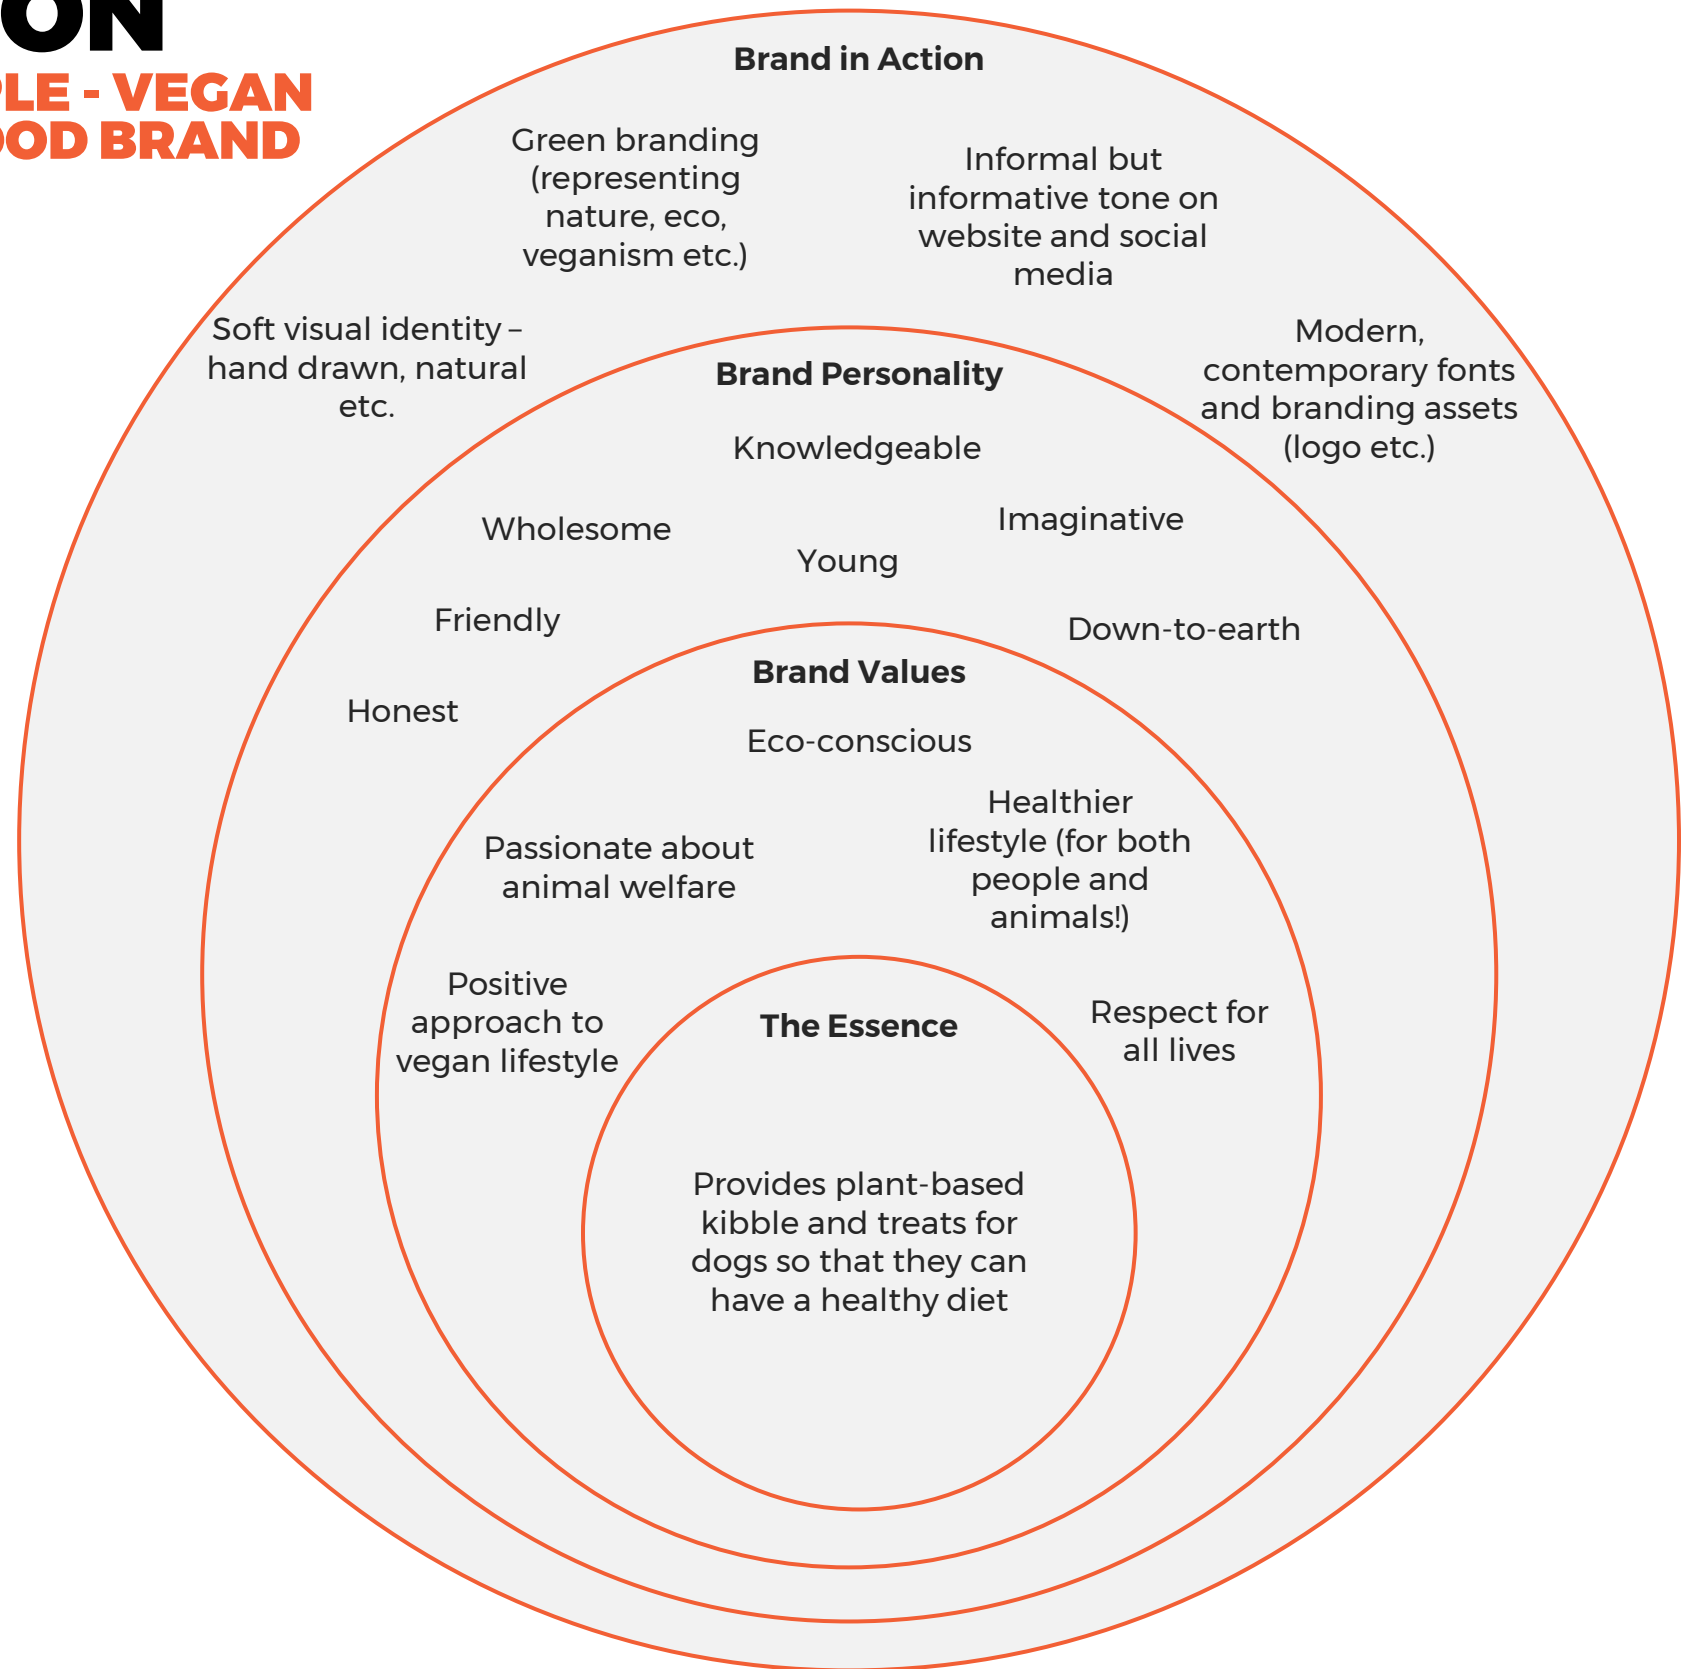 ON
PLE - VEGAN
OOD BRAND
Brand in Action
Green branding
(representing
nature, eco,
veganism etc.)
Informal but
informative tone on
website and social
media
Soft visual identity –
hand drawn, natural
etc.
Modern,
contemporary fonts
and branding assets
(logo etc.)
Brand Personality
Knowledgeable
Wholesome
Imaginative
Young
Friendly
Down-to-earth
Honest
Brand Values
Eco-conscious
Passionate about
animal welfare
Healthier
lifestyle (for both
people and
animals!)
Positive
approach to
vegan lifestyle
Respect for
all lives
The Essence
Provides plant-based
kibble and treats for
dogs so that they can
have a healthy diet